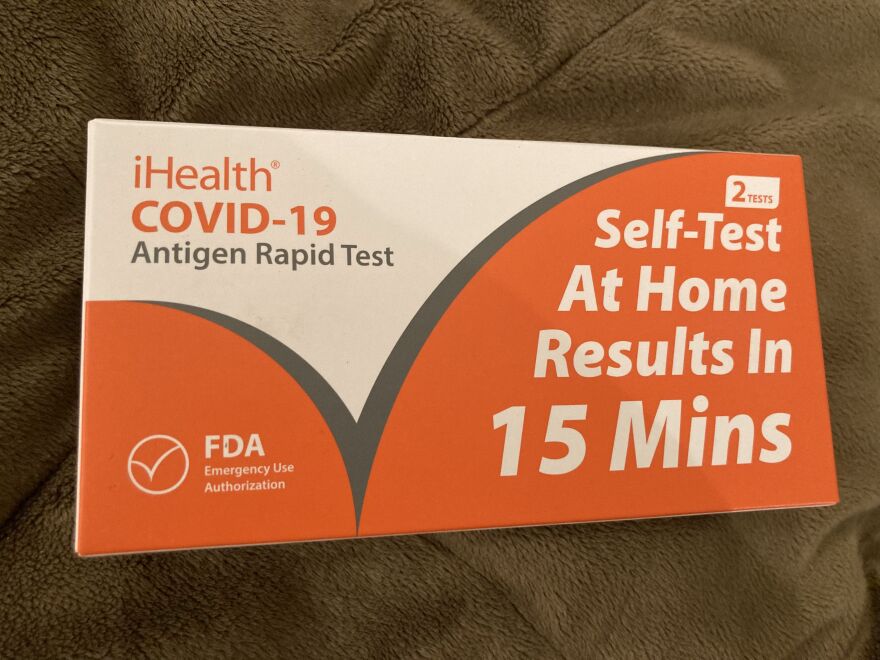 iHealth®
COVID-19
Antigen Rapid Test
FDA
Emergency Use
Authorization
2 TESTS
Self-Test
At Home
Results In
15 Mins